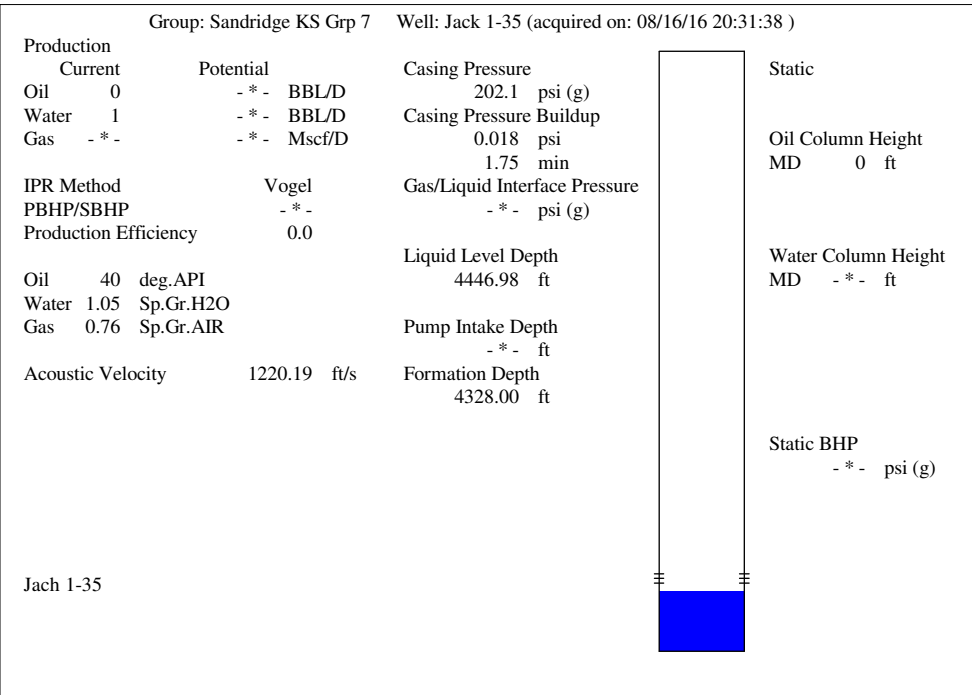 Group: Sandridge KS Grp 7 Well: Jack 1-35 (acquired on: 08/16/16 20:31:38 )
Production
Current Potential
Oil 0 - * - BBL/D
Water 1 - * - BBL/D
Gas - * - - * - Mscf/D
IPR Method Vogel
PBHP/SBHP - * -
Production Efficiency 0.0
Oil 40 deg.API
Water 1.05 Sp.Gr.H2O
Gas 0.76 Sp.Gr.AIR
Acoustic Velocity 1220.19 ft/s
Jach 1-35
Casing Pressure
202.1 psi (g)
Casing Pressure Buildup
0.018 psi
1.75 min
Gas/Liquid Interface Pressure
- * - psi (g)
Liquid Level Depth
4446.98 ft
Pump Intake Depth
- * - ft
Formation Depth
4328.00 ft
Static
Oil Column Height
MD 0 ft
Water Column Height
MD - * - ft
Static BHP
- * - psi (g)